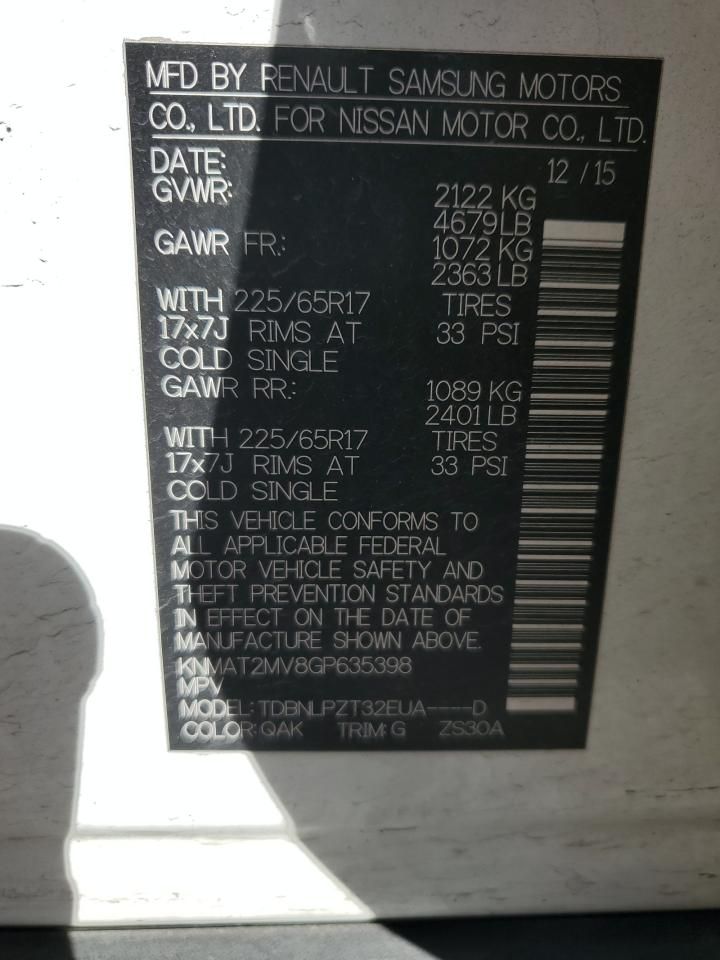 MFD BY RENAULT SAMSUNG MOTORS
CO., LTD. FOR NISSAN MOTOR CO., LTD.
DATE: 12 / 15
GVWR: 2122 KG
4679 LB
GAWR FR.: 1072 KG
2363 LB
WITH 225/65R17 TIRES
17x7J RIMS AT 33 PSI
COLD SINGLE
GAWR RR.: 1089 KG
2401 LB
WITH 225/65R17 TIRES
17x7J RIMS AT 33 PSI
COLD SINGLE
THIS VEHICLE CONFORMS TO
ALL APPLICABLE FEDERAL
MOTOR VEHICLE SAFETY AND
THEFT PREVENTION STANDARDS
IN EFFECT ON THE DATE OF
MANUFACTURE SHOWN ABOVE.
KNMAT2MV8GP635398
MPV
MODEL: TDBNLPZT32EUA----D
COLOR: QAK TRIM: G ZS30A